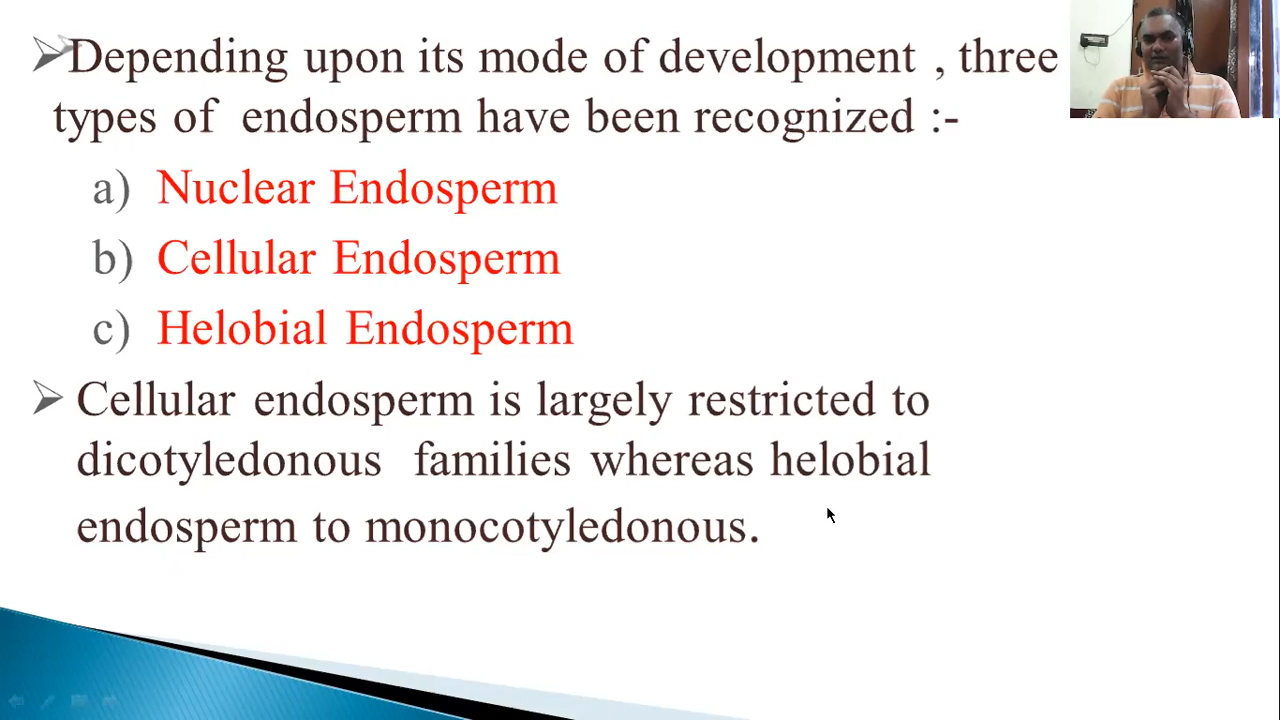 Depending upon its mode of development , three
types of endosperm have been recognized :-
a) Nuclear Endosperm
b) Cellular Endosperm
c) Helobial Endosperm
Cellular endosperm is largely restricted to
dicotyledonous families whereas helobial
endosperm to monocotyledonous.